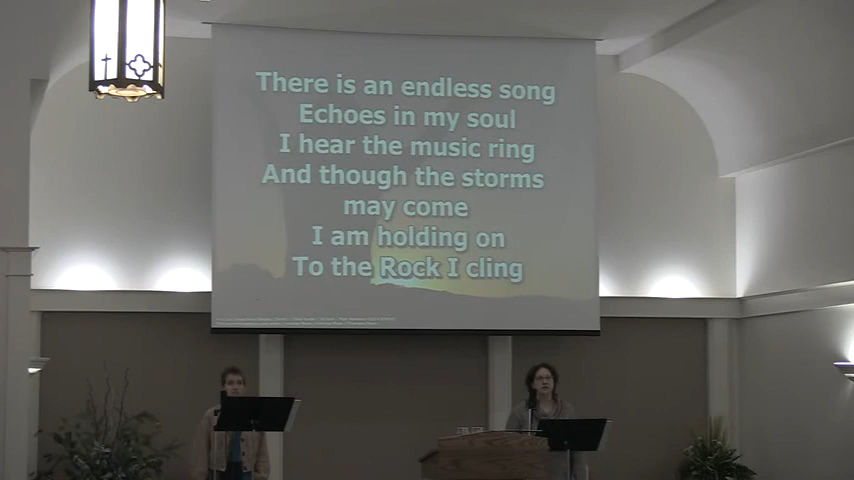 There is an endless song
Echoes in my soul
I hear the music ring
And though the storms
may come
I am holding on
To the Rock I cling